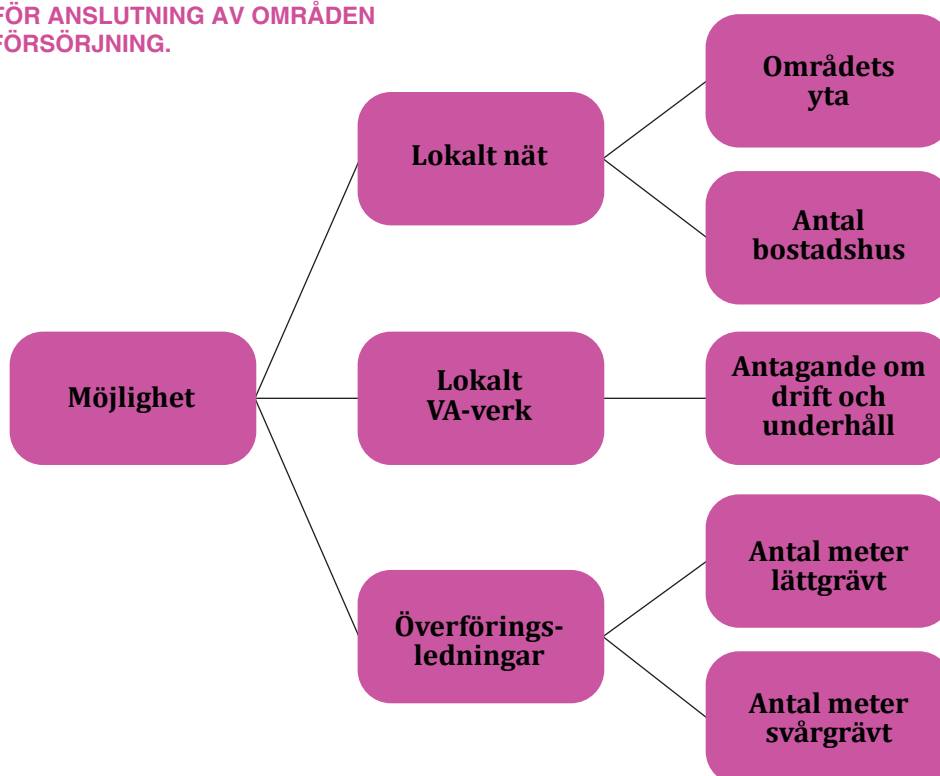 FÖR ANSLUTNING AV OMRÅDEN
FÖRSÖRJNING.
Områdets
yta
Lokalt nät
Antal
bostadshus
Möjlighet
Lokalt
VA-verk
Antagande om
drift och
underhåll
Antal meter
lättgrävt
Överförings-
ledningar
Antal meter
svårgrävt